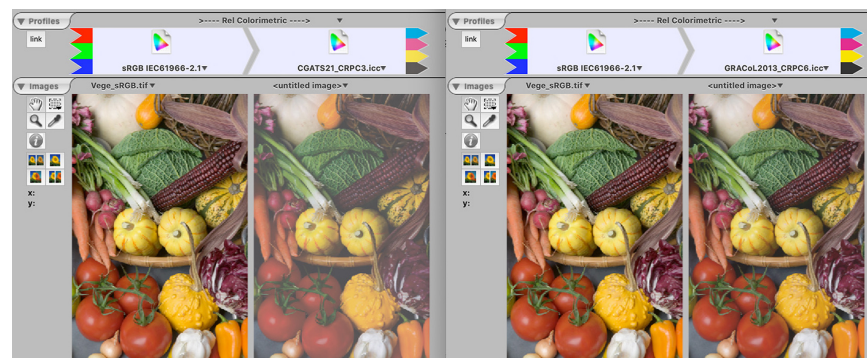 ▼ Profiles
>---- Rel Colorimetric ---->  ▼
link
sRGB IEC61966-2.1▼
CGATS21_CRPC3.icc▼
▼ Images
Vege_sRGB.tif ▼
<untitled image>▼
i
x:
y:
▼ Profiles
>---- Rel Colorimetric ---->  ▼
link
sRGB IEC61966-2.1▼
GRACoL2013_CRPC6.icc▼
▼ Images
Vege_sRGB.tif ▼
<untitled image>▼
i
x:
y: